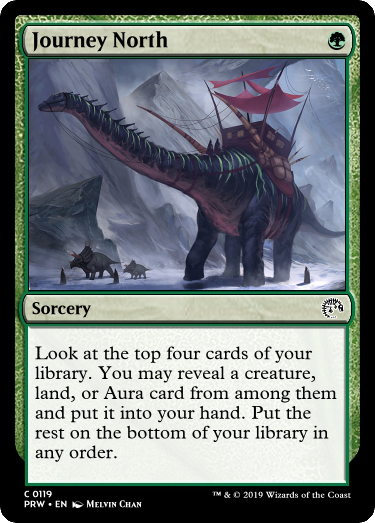 Journey North
Sorcery
Look at the top four cards of your
library. You may reveal a creature,
land, or Aura card from among them
and put it into your hand. Put the
rest on the bottom of your library in
any order.
C 0119
PRW • EN Melvin Chan
™ & © 2019 Wizards of the Coast